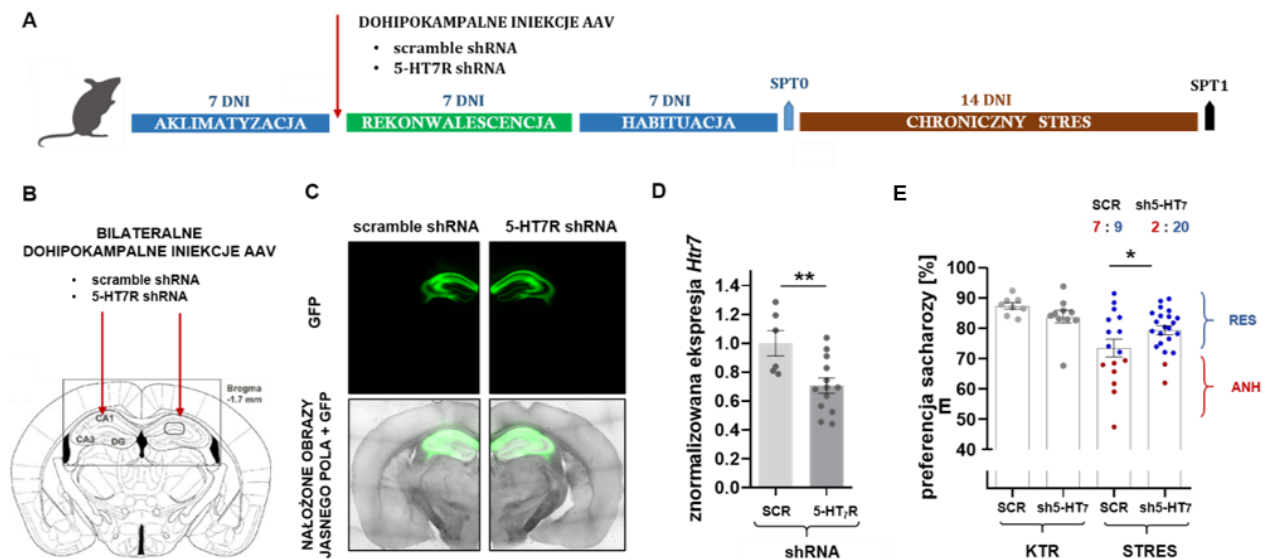 A
DOHIPOKAMPALNE INIEKCJE AAV
• scramble shRNA
• 5-HT7R shRNA
7 DNI
7 DNI
7 DNI
SPT0
14 DNI
SPT1
AKLIMATYZACJA
REKONWALESCENCJA
HABITUACJA
CHRONICZNY STRES
B
BILATERALNE
DOHIPOKAMPALNE INIEKCJE AAV
• scramble shRNA
• 5-HT7R shRNA
Bregma
-1.7 mm
CA1
CA3
DG
C
scramble shRNA
5-HT7R shRNA
GFP
NAŁOŻONE OBRAZY
JASNEGO POLA + GFP
D
znormalizowana ekspresja Htr7
1.4
1.2
1.0
0.8
0.6
0.4
0.2
0.0
**
SCR
5-HT7R
shRNA
E
SCR
sh5-HT7
7 : 9
2 : 20
*
preferencja sacharozy [%]
E
100
90
80
70
60
50
40
RES
ANH
SCR
sh5-HT7
SCR
sh5-HT7
KTR
STRES